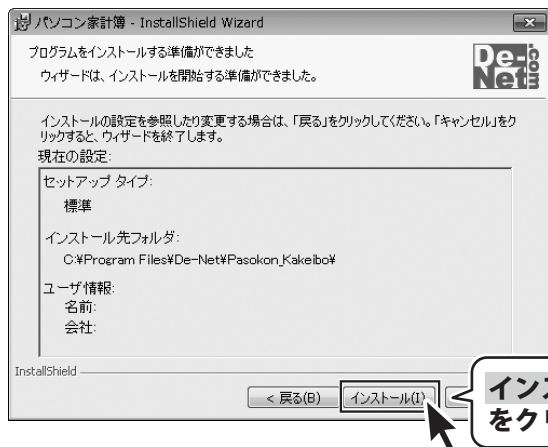 パソコン家計簿 - InstallShield Wizard
プログラムをインストールする準備ができました
ウィザードは、インストールを開始する準備ができました。
De-Net.com
インストールの設定を参照したり変更する場合は、「戻る」をクリックしてください。「キャンセル」をク
リックすると、ウィザードを終了します。
現在の設定:
セットアップ タイプ:
標準
インストール先フォルダ:
C:¥Program Files¥De-Net¥Pasokon_Kakeibo¥
ユーザ情報:
名前:
会社:
InstallShield
< 戻る(B)
インストール(I)
イン
をク